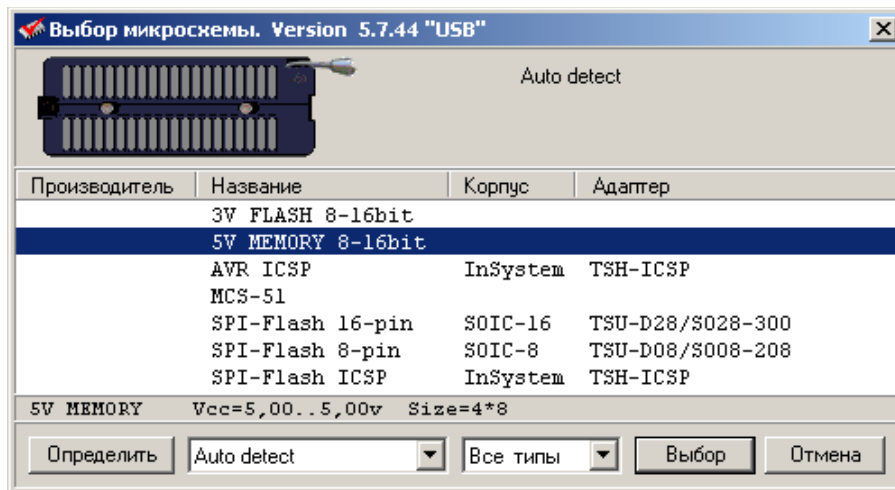 Выбор микросхемы. Version 5.7.44 "USB"
Auto detect
Производитель Название Корпус Адаптер
3V FLASH 8-16bit
5V MEMORY 8-16bit
AVR ICSP InSystem TSH-ICSP
MCS-51
SPI-Flash 16-pin SOIC-16 TSU-D28/SO28-300
SPI-Flash 8-pin SOIC-8 TSU-D08/SO08-208
SPI-Flash ICSP InSystem TSH-ICSP
5V MEMORY Vcc=5,00..5,00v Size=4*8
Определить Auto detect Все типы Выбор Отмена